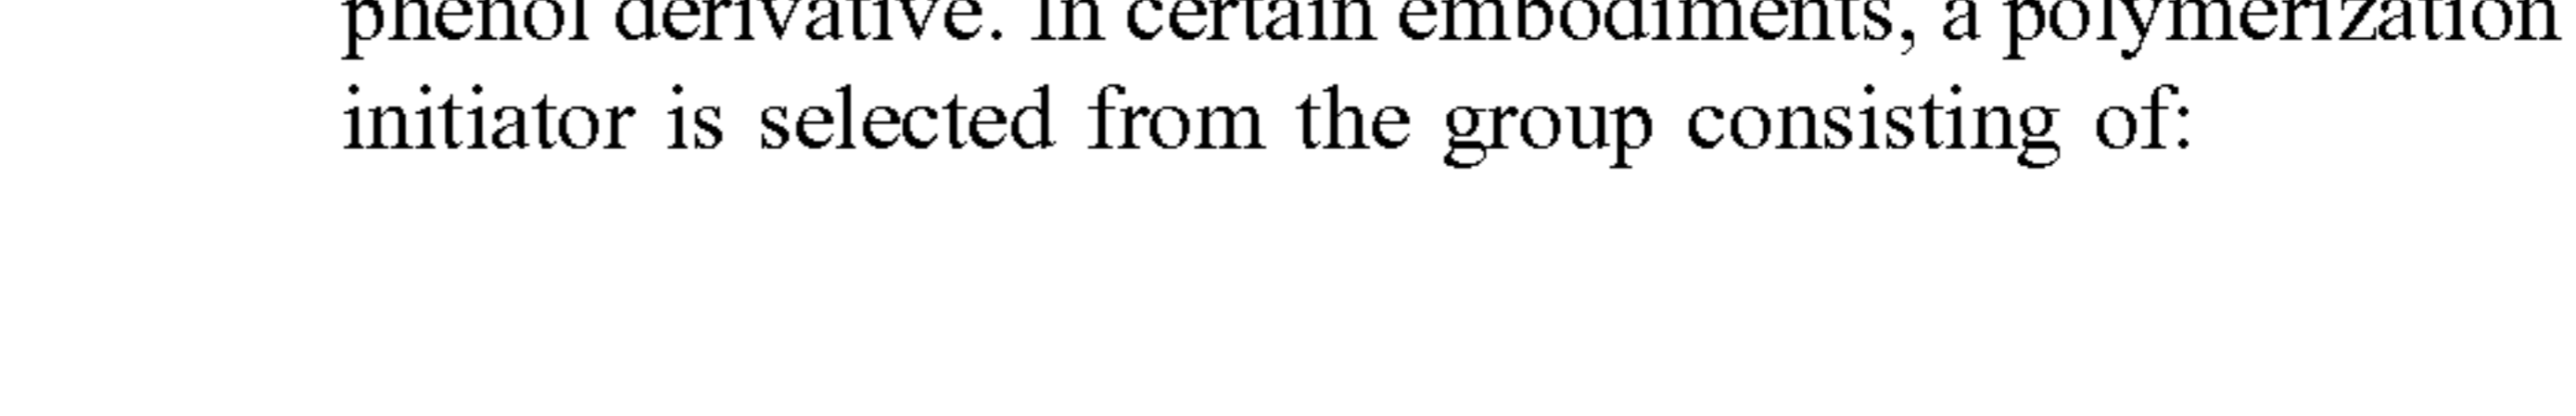 phenol derivative. In certain embodiments, a polymerization
initiator is selected from the group consisting of: